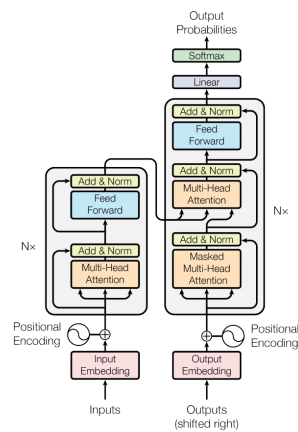 Output
Probabilities
Softmax
Linear
Add & Norm
Feed
Forward
Add & Norm
Multi-Head
Attention
Add & Norm
Masked
Multi-Head
Attention
N×
Positional
Encoding
Output
Embedding
Outputs
(shifted right)
Add & Norm
Feed
Forward
Add & Norm
Multi-Head
Attention
N×
Positional
Encoding
Input
Embedding
Inputs